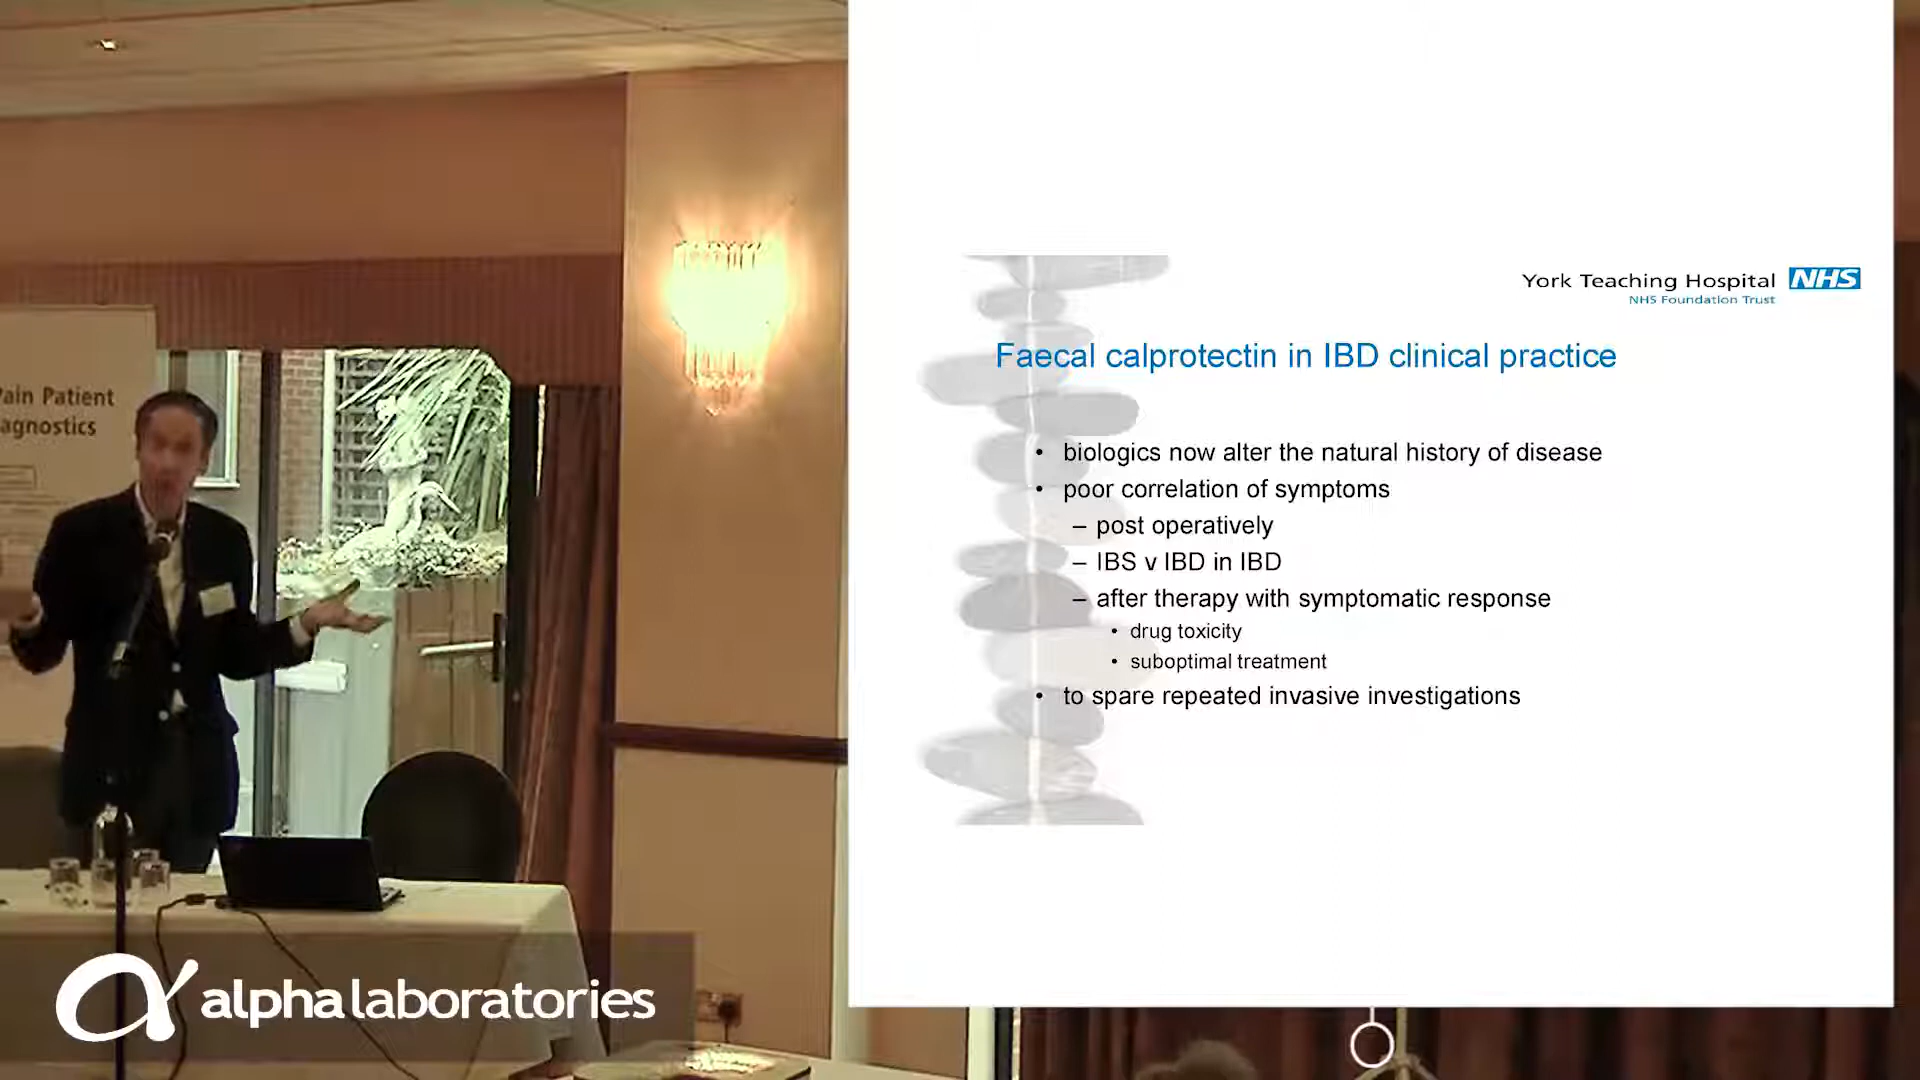 Pain Patient
agnostics
York Teaching Hospital NHS
NHS Foundation Trust
Faecal calprotectin in IBD clinical practice
• biologics now alter the natural history of disease
• poor correlation of symptoms
– post operatively
– IBS v IBD in IBD
– after therapy with symptomatic response
• drug toxicity
• suboptimal treatment
• to spare repeated invasive investigations
alphalaboratories